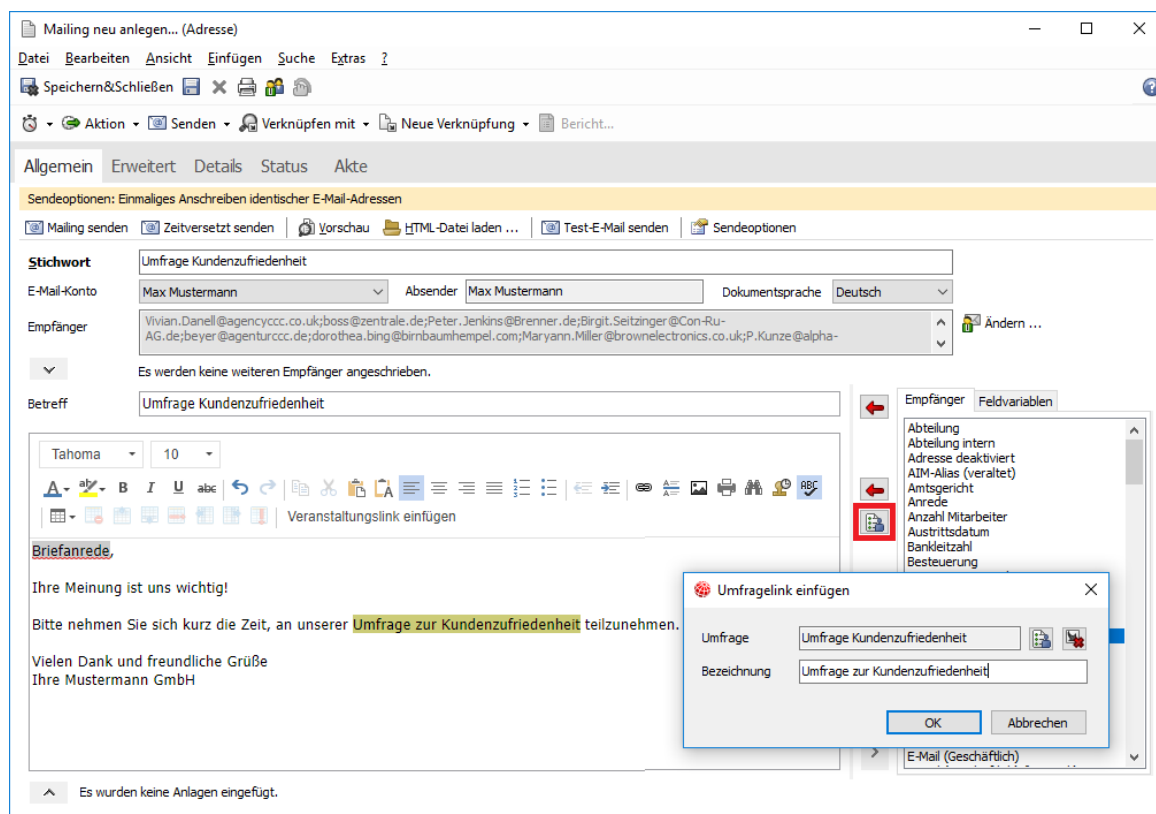 Mailing neu anlegen... (Adresse)
Datei Bearbeiten Ansicht Einfügen Suche Extras ?
Speichern&Schließen
Aktion Senden Verknüpfen mit Neue Verknüpfung Bericht...
Allgemein Erweitert Details Status Akte
Sendeoptionen: Einmaliges Anschreiben identischer E-Mail-Adressen
Mailing senden Zeitversetzt senden Vorschau HTML-Datei laden ... Test-E-Mail senden Sendeoptionen
Stichwort Umfrage Kundenzufriedenheit
E-Mail-Konto Max Mustermann Absender Max Mustermann Dokumentsprache Deutsch
Empfänger Vivian.Danell@agencyccc.co.uk;boss@zentrale.de;Peter.Jenkins@Brenner.de;Birgit.Seitzinger@Con-Ru-
AG.de;beyer@agenturccc.de;dorothea.bing@birnbaumhempel.com;Maryann.Miller@brownelectronics.co.uk;P.Kunze@alpha-
Ändern ...
Es werden keine weiteren Empfänger angeschrieben.
Betreff Umfrage Kundenzufriedenheit
Tahoma 10
A ab B I U abc ABC
Veranstaltungslink einfügen
Briefanrede,
Ihre Meinung ist uns wichtig!
Bitte nehmen Sie sich kurz die Zeit, an unserer Umfrage zur Kundenzufriedenheit teilzunehmen.
Vielen Dank und freundliche Grüße
Ihre Mustermann GmbH
Empfänger Feldvariablen
Abteilung
Abteilung intern
Adresse deaktiviert
AIM-Alias (veraltet)
Amtsgericht
Anrede
Anzahl Mitarbeiter
Austrittsdatum
Bankleitzahl
Besteuerung
Umfragelink einfügen
Umfrage Umfrage Kundenzufriedenheit
Bezeichnung Umfrage zur Kundenzufriedenheit
OK Abbrechen
E-Mail (Geschäftlich)
Es wurden keine Anlagen eingefügt.